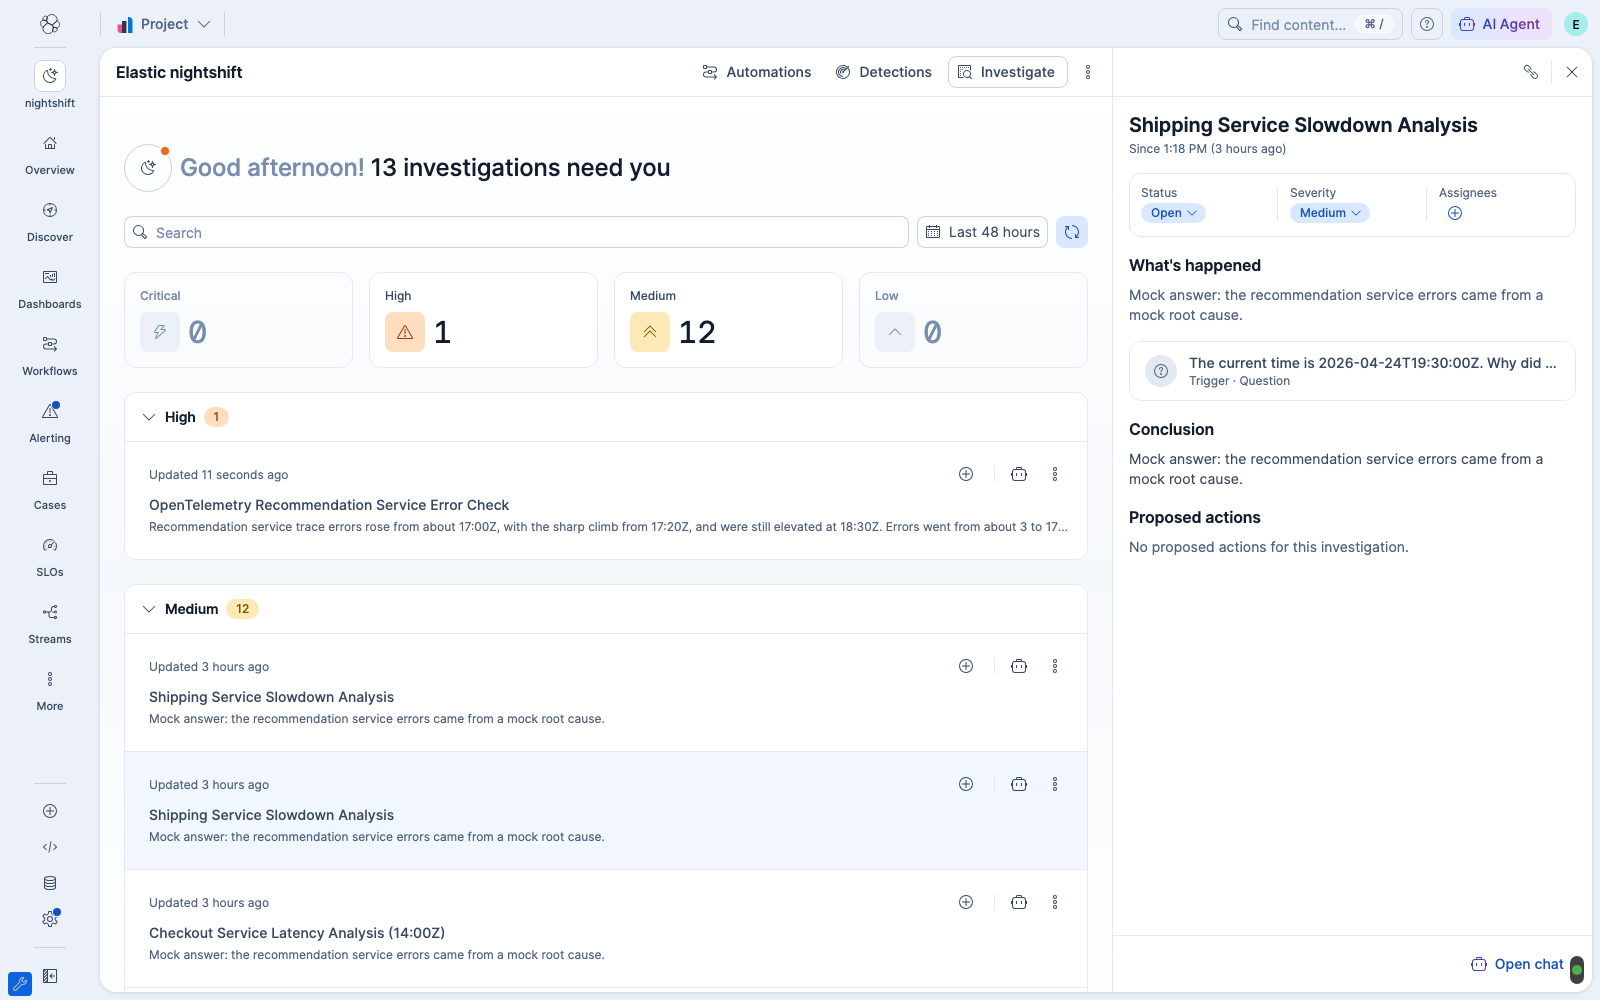 Project
Find content...
⌘ /
AI Agent
E
nightshift
Overview
Discover
Dashboards
Workflows
Alerting
Cases
SLOs
Streams
More
Elastic nightshift
Automations
Detections
Investigate
Good afternoon! 13 investigations need you
Search
Last 48 hours
Critical
0
High
1
Medium
12
Low
0
High 1
Updated 11 seconds ago
OpenTelemetry Recommendation Service Error Check
Recommendation service trace errors rose from about 17:00Z, with the sharp climb from 17:20Z, and were still elevated at 18:30Z. Errors went from about 3 to 17...
Medium 12
Updated 3 hours ago
Shipping Service Slowdown Analysis
Mock answer: the recommendation service errors came from a mock root cause.
Updated 3 hours ago
Shipping Service Slowdown Analysis
Mock answer: the recommendation service errors came from a mock root cause.
Updated 3 hours ago
Checkout Service Latency Analysis (14:00Z)
Mock answer: the recommendation service errors came from a mock root cause.
Shipping Service Slowdown Analysis
Since 1:18 PM (3 hours ago)
Status
Open
Severity
Medium
Assignees
What's happened
Mock answer: the recommendation service errors came from a
mock root cause.
The current time is 2026-04-24T19:30:00Z. Why did ...
Trigger · Question
Conclusion
Mock answer: the recommendation service errors came from a
mock root cause.
Proposed actions
No proposed actions for this investigation.
Open chat